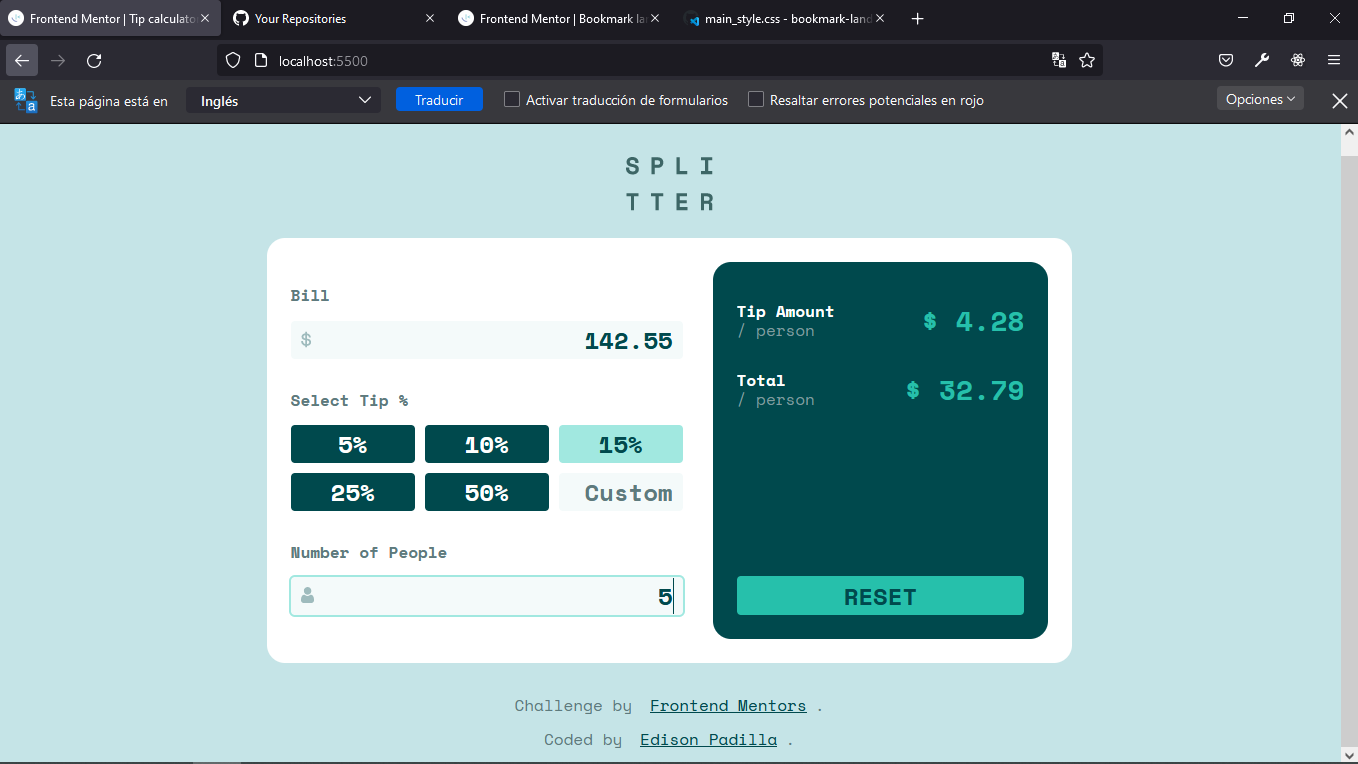 Frontend Mentor | Tip calculato
Your Repositories
Frontend Mentor | Bookmark la
main_style.css - bookmark-land
localhost:5500
Esta página está en
Inglés
Traducir
Activar traducción de formularios
Resaltar errores potenciales en rojo
Opciones
SPLI
TTER
Bill
$
142.55
Select Tip %
5%
10%
15%
25%
50%
Custom
Number of People
5
Tip Amount
/ person
$ 4.28
Total
/ person
$ 32.79
RESET
Challenge by Frontend Mentors .
Coded by Edison Padilla .